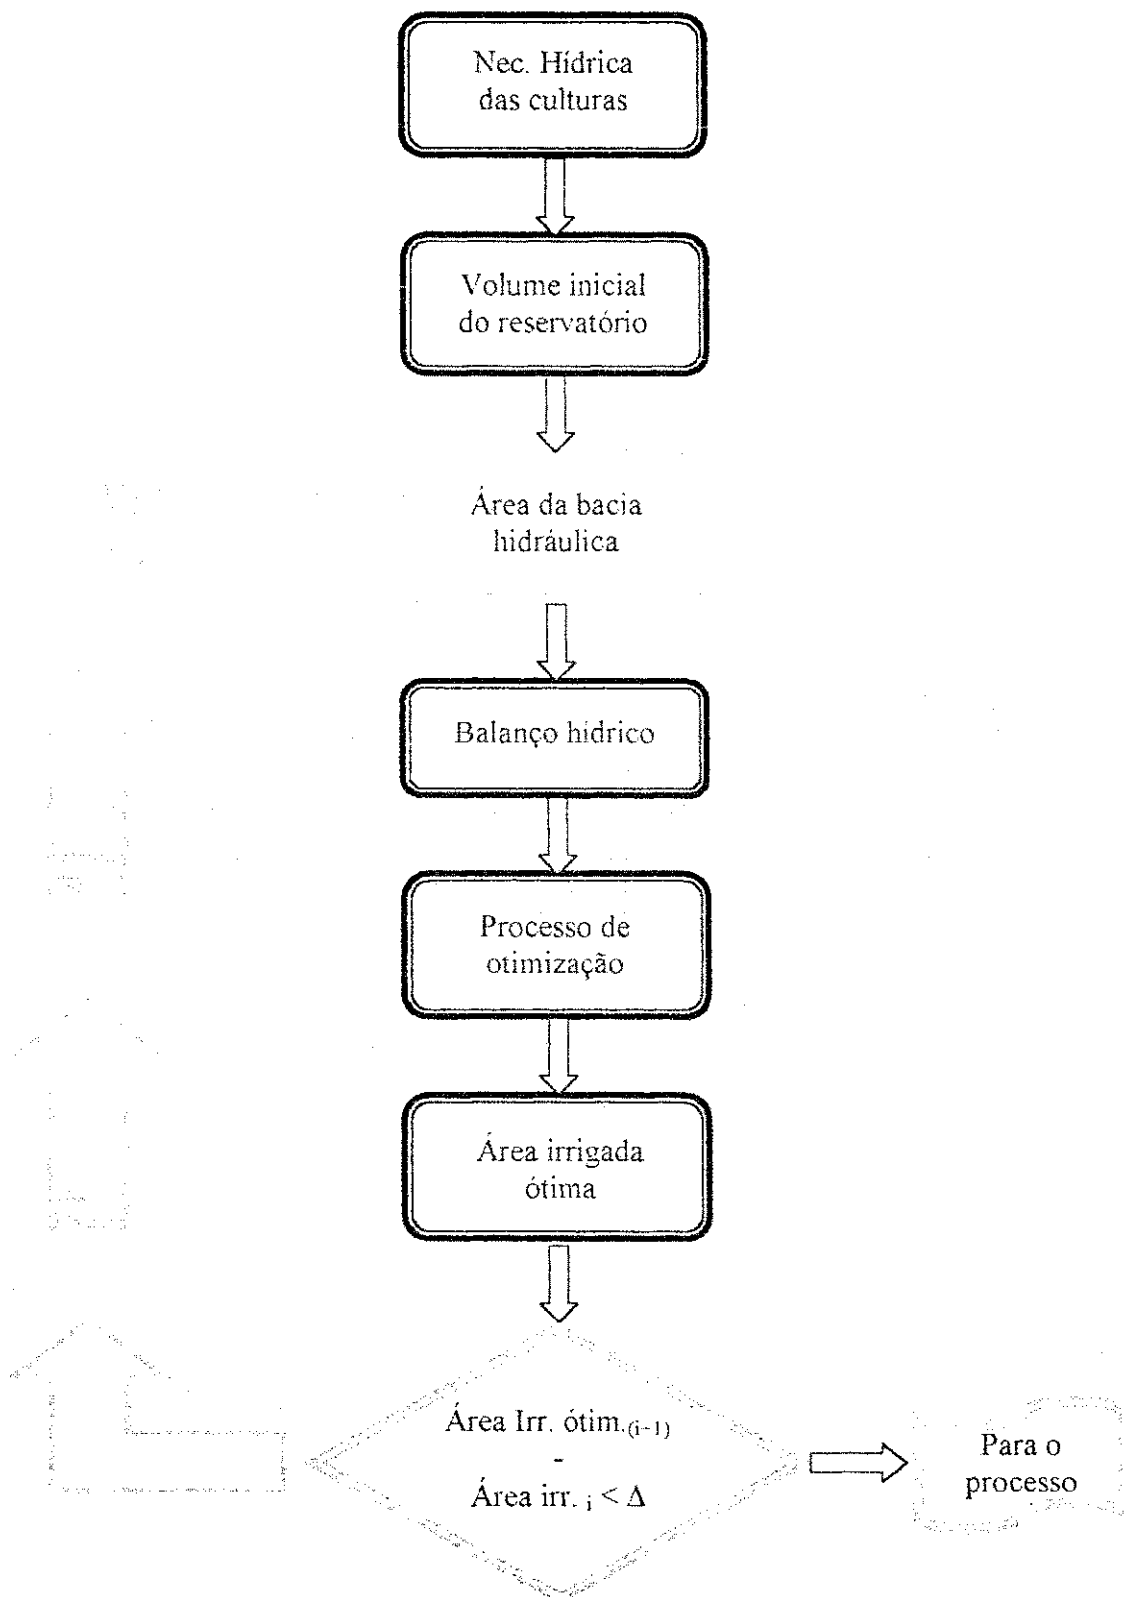 Nec. Hídrica
das culturas
Volume inicial
do reservatório
Área da bacia
hidráulica
Balanço hídrico
Processo de
otimização
Área irrigada
ótima
Área Irr. ótim.(i-1)
-
Área irr. i < Δ
Para o
processo